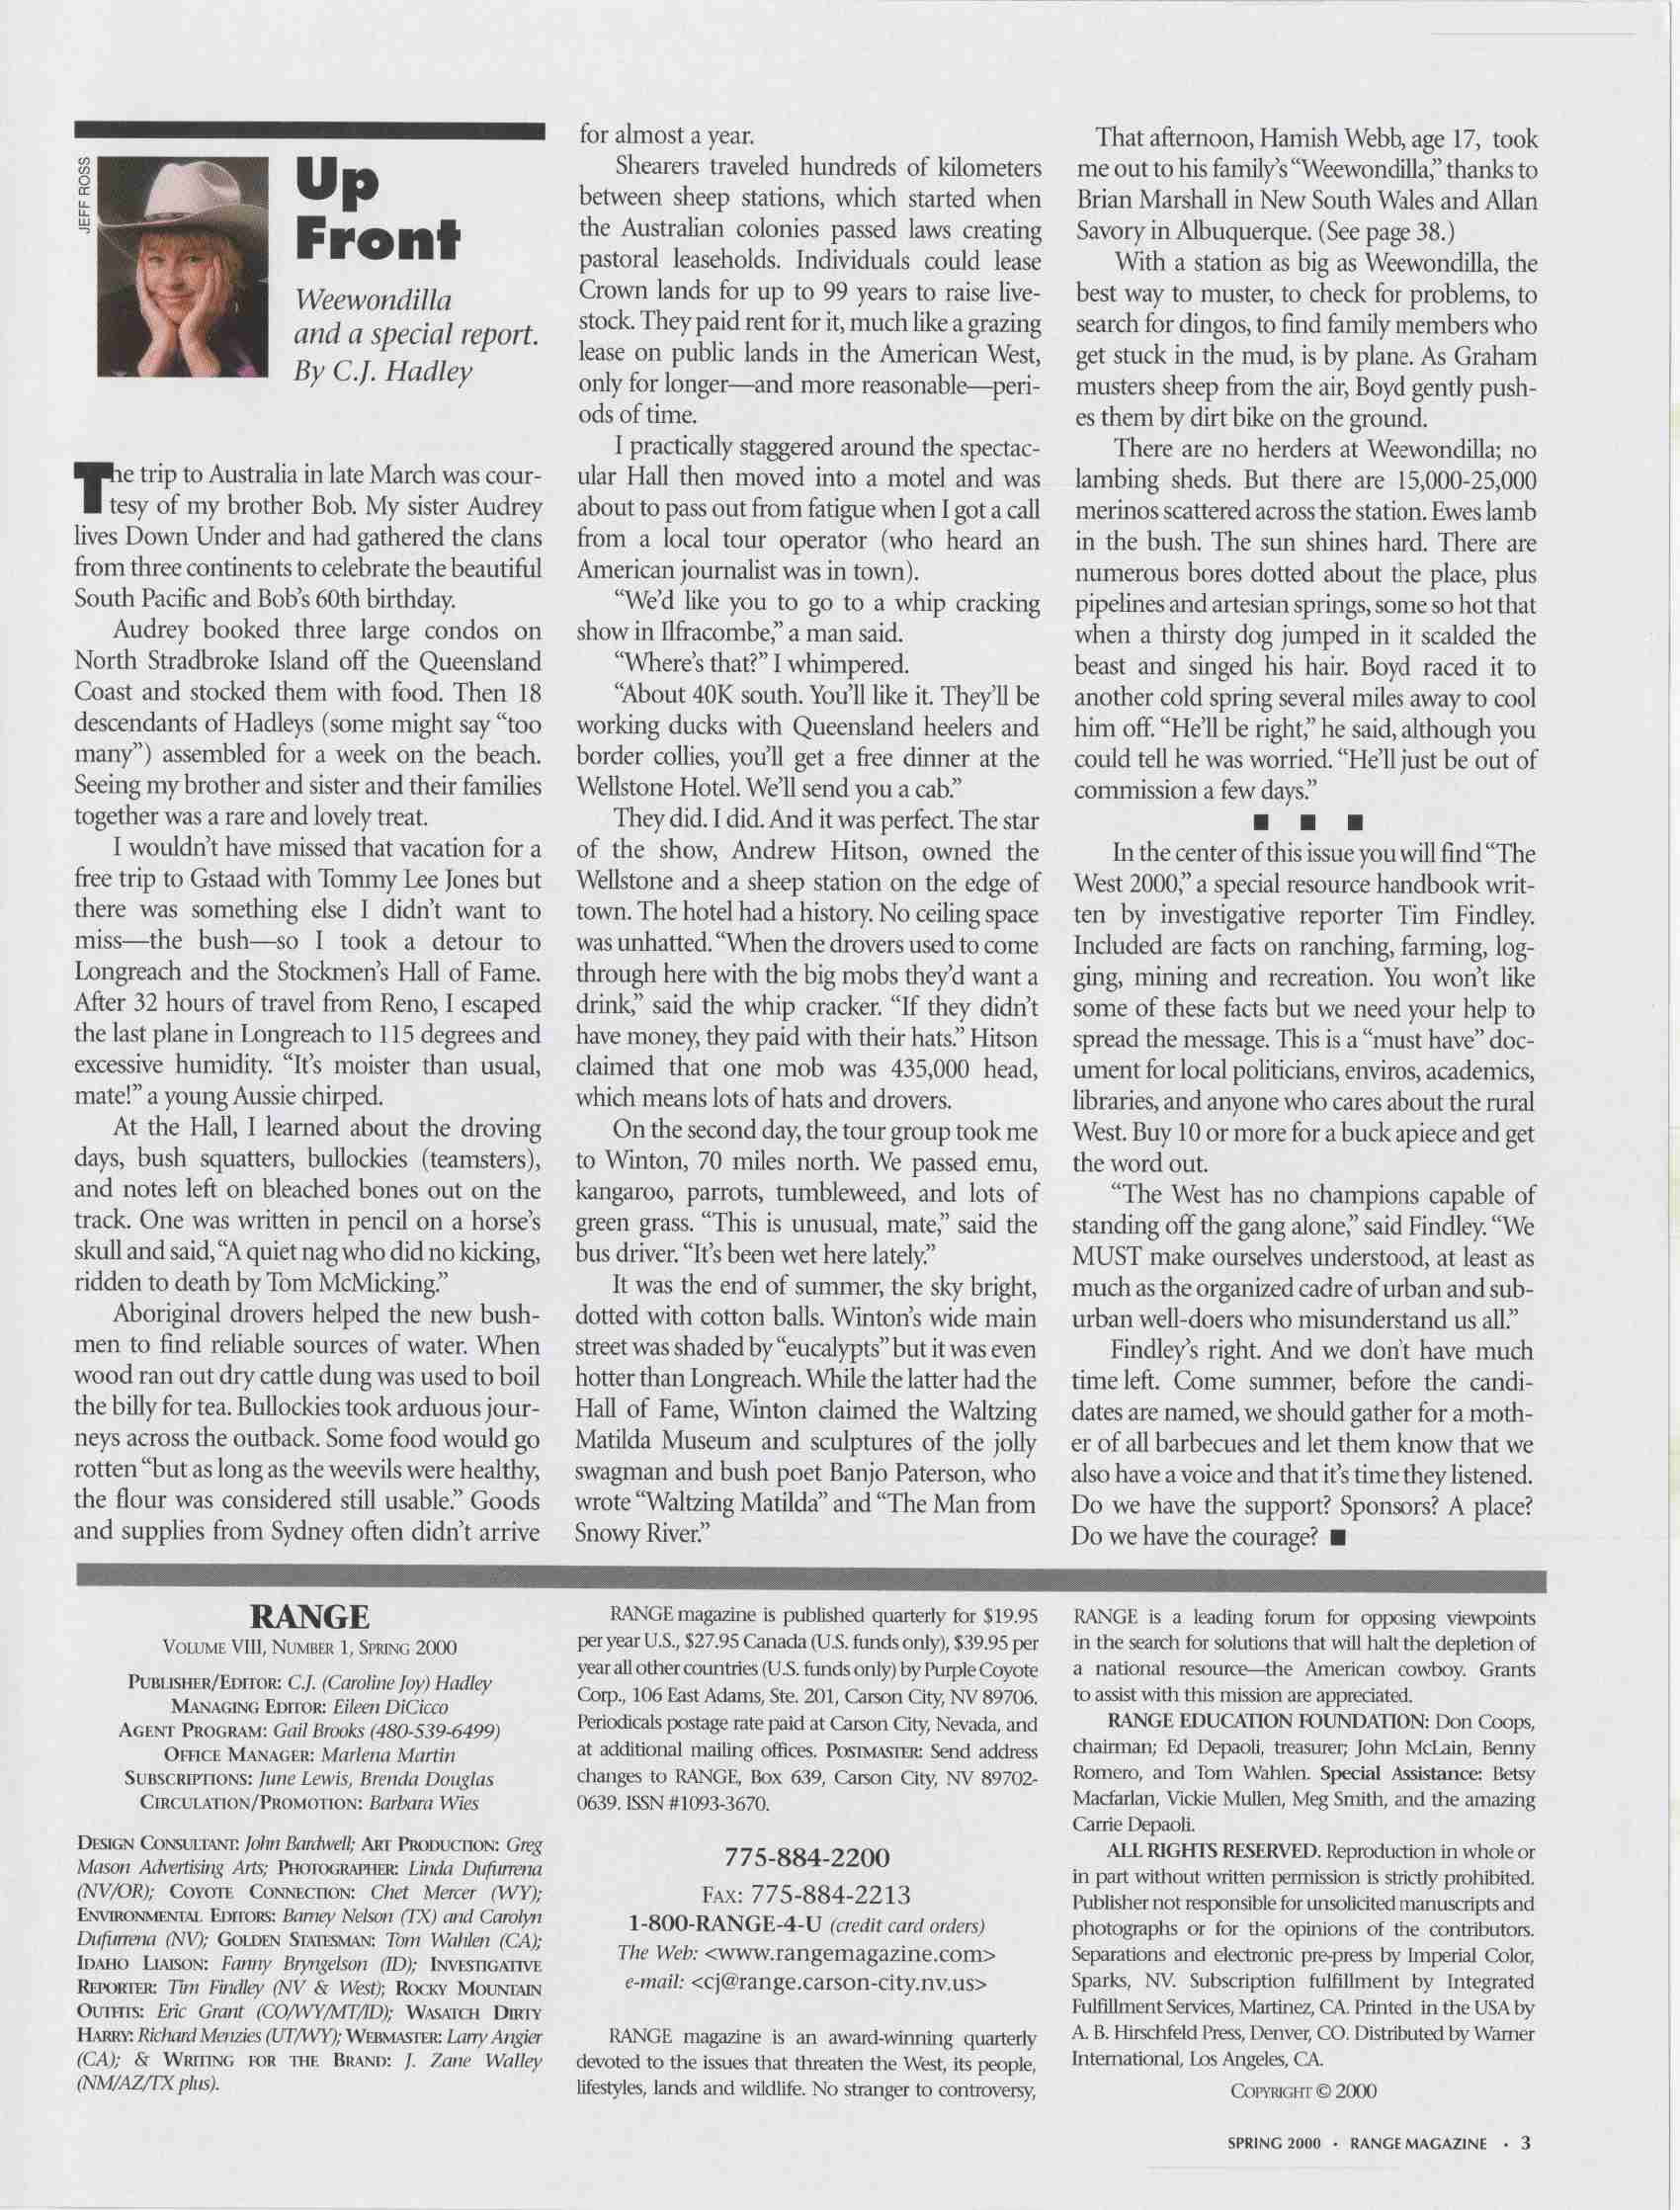 JEFF ROSS
Up
Front
Weewondilla
and a special report.
By C.J. Hadley
The trip to Australia in late March was cour-
tesy of my brother Bob. My sister Audrey
lives Down Under and had gathered the clans
from three continents to celebrate the beautiful
South Pacific and Bob's 60th birthday.
Audrey booked three large condos on
North Stradbroke Island off the Queensland
Coast and stocked them with food. Then 18
descendants of Hadleys (some might say "too
many") assembled for a week on the beach.
Seeing my brother and sister and their families
together was a rare and lovely treat.
I wouldn't have missed that vacation for a
free trip to Gstaad with Tommy Lee Jones but
there was something else I didn't want to
miss—the bush—so I took a detour to
Longreach and the Stockmen's Hall of Fame.
After 32 hours of travel from Reno, I escaped
the last plane in Longreach to 115 degrees and
excessive humidity. "It's moister than usual,
mate!" a young Aussie chirped.
At the Hall, I learned about the droving
days, bush squatters, bullockies (teamsters),
and notes left on bleached bones out on the
track. One was written in pencil on a horse's
skull and said, "A quiet nag who did no kicking,
ridden to death by Tom McMicking."
Aboriginal drovers helped the new bush-
men to find reliable sources of water. When
wood ran out dry cattle dung was used to boil
the billy for tea. Bullockies took arduous jour-
neys across the outback. Some food would go
rotten "but as long as the weevils were healthy,
the flour was considered still usable." Goods
and supplies from Sydney often didn't arrive
for almost a year.
Shearers traveled hundreds of kilometers
between sheep stations, which started when
the Australian colonies passed laws creating
pastoral leaseholds. Individuals could lease
Crown lands for up to 99 years to raise live-
stock. They paid rent for it, much like a grazing
lease on public lands in the American West,
only for longer—and more reasonable—peri-
ods of time.
I practically staggered around the spectac-
ular Hall then moved into a motel and was
about to pass out from fatigue when I got a call
from a local tour operator (who heard an
American journalist was in town).
"We'd like you to go to a whip cracking
show in Ilfracombe," a man said.
"Where's that?" I whimpered.
"About 40K south. You'll like it. They'll be
working ducks with Queensland heelers and
border collies, you'll get a free dinner at the
Wellstone Hotel. We'll send you a cab."
They did. I did. And it was perfect. The star
of the show, Andrew Hitson, owned the
Wellstone and a sheep station on the edge of
town. The hotel had a history. No ceiling space
was unhatted. "When the drovers used to come
through here with the big mobs they'd want a
drink," said the whip cracker. "If they didn't
have money, they paid with their hats." Hitson
claimed that one mob was 435,000 head,
which means lots of hats and drovers.
On the second day, the tour group took me
to Winton, 70 miles north. We passed emu,
kangaroo, parrots, tumbleweed, and lots of
green grass. "This is unusual, mate," said the
bus driver. "It's been wet here lately."
It was the end of summer, the sky bright,
dotted with cotton balls. Winton's wide main
street was shaded by "eucalypts" but it was even
hotter than Longreach. While the latter had the
Hall of Fame, Winton claimed the Waltzing
Matilda Museum and sculptures of the jolly
swagman and bush poet Banjo Paterson, who
wrote "Waltzing Matilda" and "The Man from
Snowy River."
That afternoon, Hamish Webb, age 17, took
me out to his family's "Weewondilla," thanks to
Brian Marshall in New South Wales and Allan
Savory in Albuquerque. (See page 38.)
With a station as big as Weewondilla, the
best way to muster, to check for problems, to
search for dingos, to find family members who
get stuck in the mud, is by plane. As Graham
musters sheep from the air, Boyd gently push-
es them by dirt bike on the ground.
There are no herders at Weewondilla; no
lambing sheds. But there are 15,000-25,000
merinos scattered across the station. Ewes lamb
in the bush. The sun shines hard. There are
numerous bores dotted about the place, plus
pipelines and artesian springs, some so hot that
when a thirsty dog jumped in it scalded the
beast and singed his hair. Boyd raced it to
another cold spring several miles away to cool
him off. "He'll be right," he said, although you
could tell he was worried. "He'll just be out of
commission a few days."
■ ■ ■
In the center of this issue you will find "The
West 2000," a special resource handbook writ-
ten by investigative reporter Tim Findley.
Included are facts on ranching, farming, log-
ging, mining and recreation. You won't like
some of these facts but we need your help to
spread the message. This is a "must have" doc-
ument for local politicians, enviros, academics,
libraries, and anyone who cares about the rural
West. Buy 10 or more for a buck apiece and get
the word out.
"The West has no champions capable of
standing off the gang alone," said Findley. "We
MUST make ourselves understood, at least as
much as the organized cadre of urban and sub-
urban well-doers who misunderstand us all."
Findley's right. And we don't have much
time left. Come summer, before the candi-
dates are named, we should gather for a moth-
er of all barbecues and let them know that we
also have a voice and that it's time they listened.
Do we have the support? Sponsors? A place?
Do we have the courage? ■
RANGE
VOLUME VIII, NUMBER 1, SPRING 2000
PUBLISHER/EDITOR: C.J. (Caroline Joy) Hadley
MANAGING EDITOR: Eileen DiCicco
AGENT PROGRAM: Gail Brooks (480-539-6499)
OFFICE MANAGER: Marlena Martin
SUBSCRIPTIONS: June Lewis, Brenda Douglas
CIRCULATION/PROMOTION: Barbara Wies
DESIGN CONSULTANT: John Bardwell; ART PRODUCTION: Greg
Mason Advertising Arts; PHOTOGRAPHER: Linda Dufurrena
(NV/OR); COYOTE CONNECTION: Chet Mercer (WY);
ENVIRONMENTAL EDITORS: Barney Nelson (TX) and Carolyn
Dufurrena (NV); GOLDEN STATESMAN: Tom Wahlen (CA);
IDAHO LIAISON: Fanny Bryngelson (ID); INVESTIGATIVE
REPORTER: Tim Findley (NV & West); ROCKY MOUNTAIN
OUTFITS: Eric Grant (CO/WY/MT/ID); WASATCH DIRTY
HARRY: Richard Menzies (UT/WY); WEBMASTER: Larry Angier
(CA); & WRITING FOR THE BRAND: J. Zane Walley
(NM/AZ/TX plus).
RANGE magazine is published quarterly for $19.95
per year U.S., $27.95 Canada (U.S. funds only), $39.95 per
year all other countries (U.S. funds only) by Purple Coyote
Corp., 106 East Adams, Ste. 201, Carson City, NV 89706.
Periodicals postage rate paid at Carson City, Nevada, and
at additional mailing offices. POSTMASTER: Send address
changes to RANGE, Box 639, Carson City, NV 89702-
0639. ISSN #1093-3670.
775-884-2200
FAX: 775-884-2213
1-800-RANGE-4-U (credit card orders)
The Web: <www.rangemagazine.com>
e-mail: <cj@range.carson-city.nv.us>
RANGE magazine is an award-winning quarterly
devoted to the issues that threaten the West, its people,
lifestyles, lands and wildlife. No stranger to controversy,
RANGE is a leading forum for opposing viewpoints
in the search for solutions that will halt the depletion of
a national resource—the American cowboy. Grants
to assist with this mission are appreciated.
RANGE EDUCATION FOUNDATION: Don Coops,
chairman; Ed Depaoli, treasurer; John McLain, Benny
Romero, and Tom Wahlen. Special Assistance: Betsy
Macfarlan, Vickie Mullen, Meg Smith, and the amazing
Carrie Depaoli.
ALL RIGHTS RESERVED. Reproduction in whole or
in part without written permission is strictly prohibited.
Publisher not responsible for unsolicited manuscripts and
photographs or for the opinions of the contributors.
Separations and electronic pre-press by Imperial Color,
Sparks, NV. Subscription fulfillment by Integrated
Fulfillment Services, Martinez, CA. Printed in the USA by
A. B. Hirschfeld Press, Denver, CO. Distributed by Warner
International, Los Angeles, CA.
COPYRIGHT © 2000
SPRING 2000 • RANGE MAGAZINE • 3